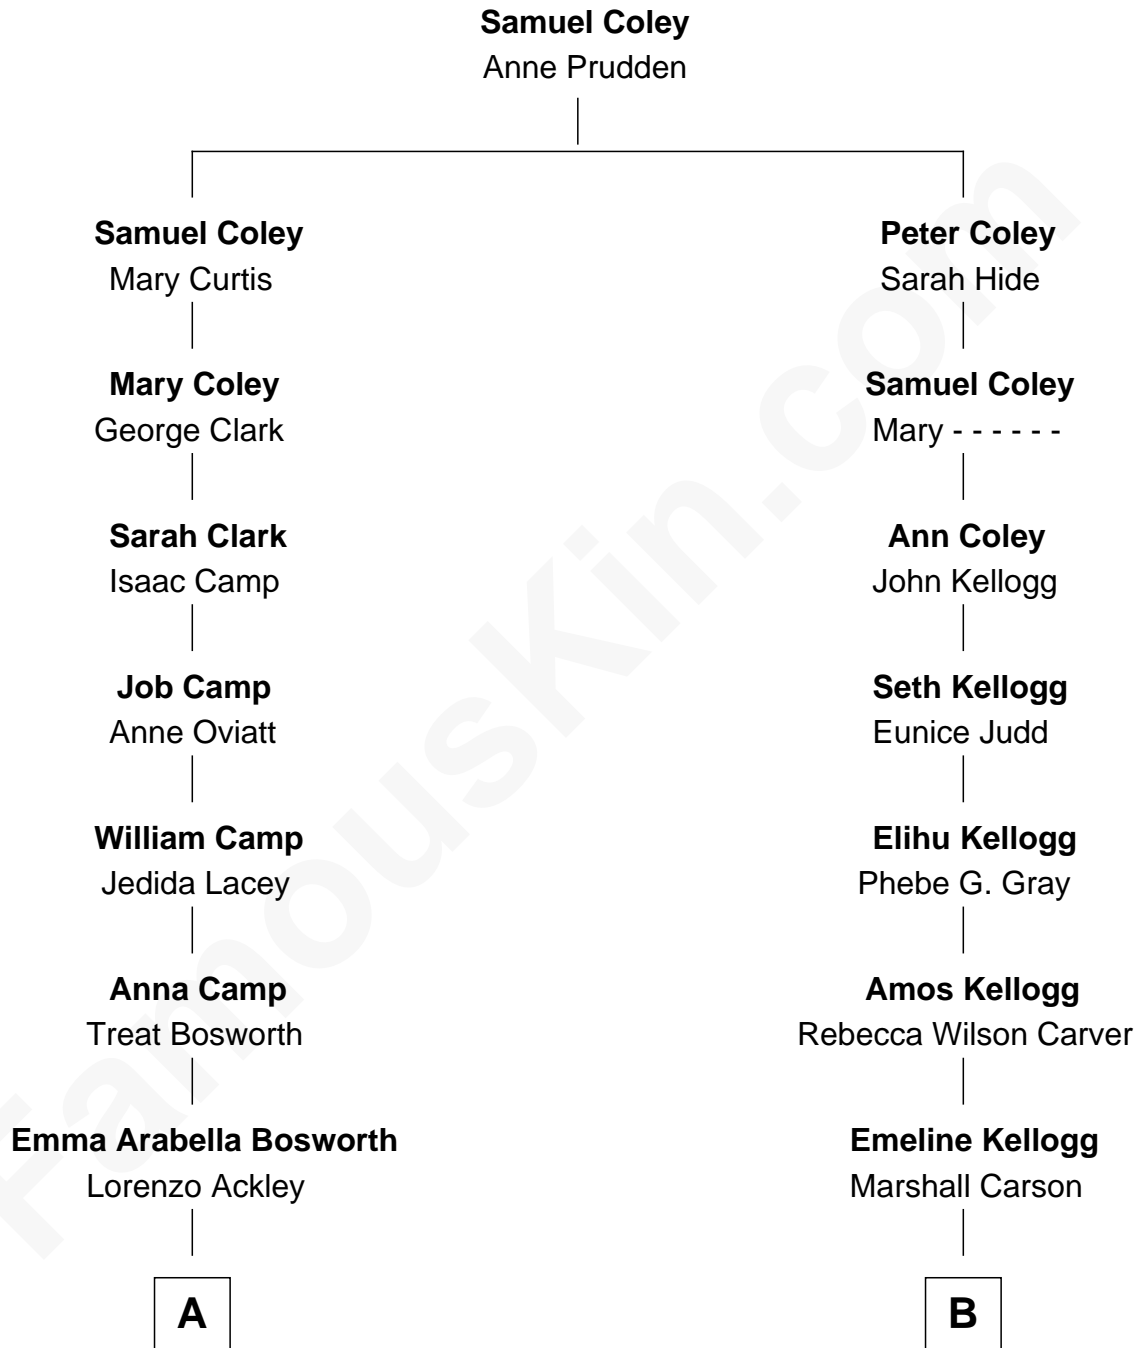 Samuel Coley
Anne Prudden
Samuel Coley
Mary Curtis
Peter Coley
Sarah Hide
Mary Coley
George Clark
Samuel Coley
Mary - - - - - -
Sarah Clark
Isaac Camp
Ann Coley
John Kellogg
Job Camp
Anne Oviatt
Seth Kellogg
Eunice Judd
William Camp
Jedida Lacey
Elihu Kellogg
Phebe G. Gray
Anna Camp
Treat Bosworth
Amos Kellogg
Rebecca Wilson Carver
Emma Arabella Bosworth
Lorenzo Ackley
Emeline Kellogg
Marshall Carson
A
B
FamousKin.com